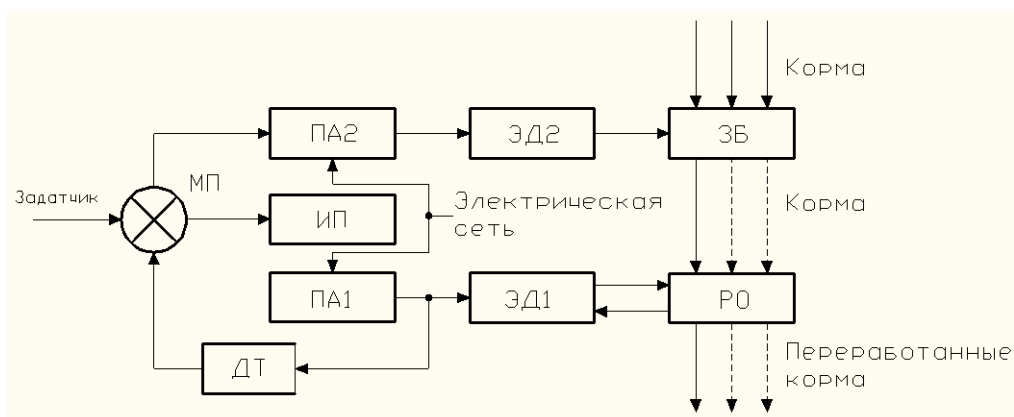 Корма
ПА2
ЭД2
ЗБ
МП
Задатчик
ИП
Электрическая
сеть
Корма
ПА1
ЭД1
РО
ДТ
Переработанные
корма